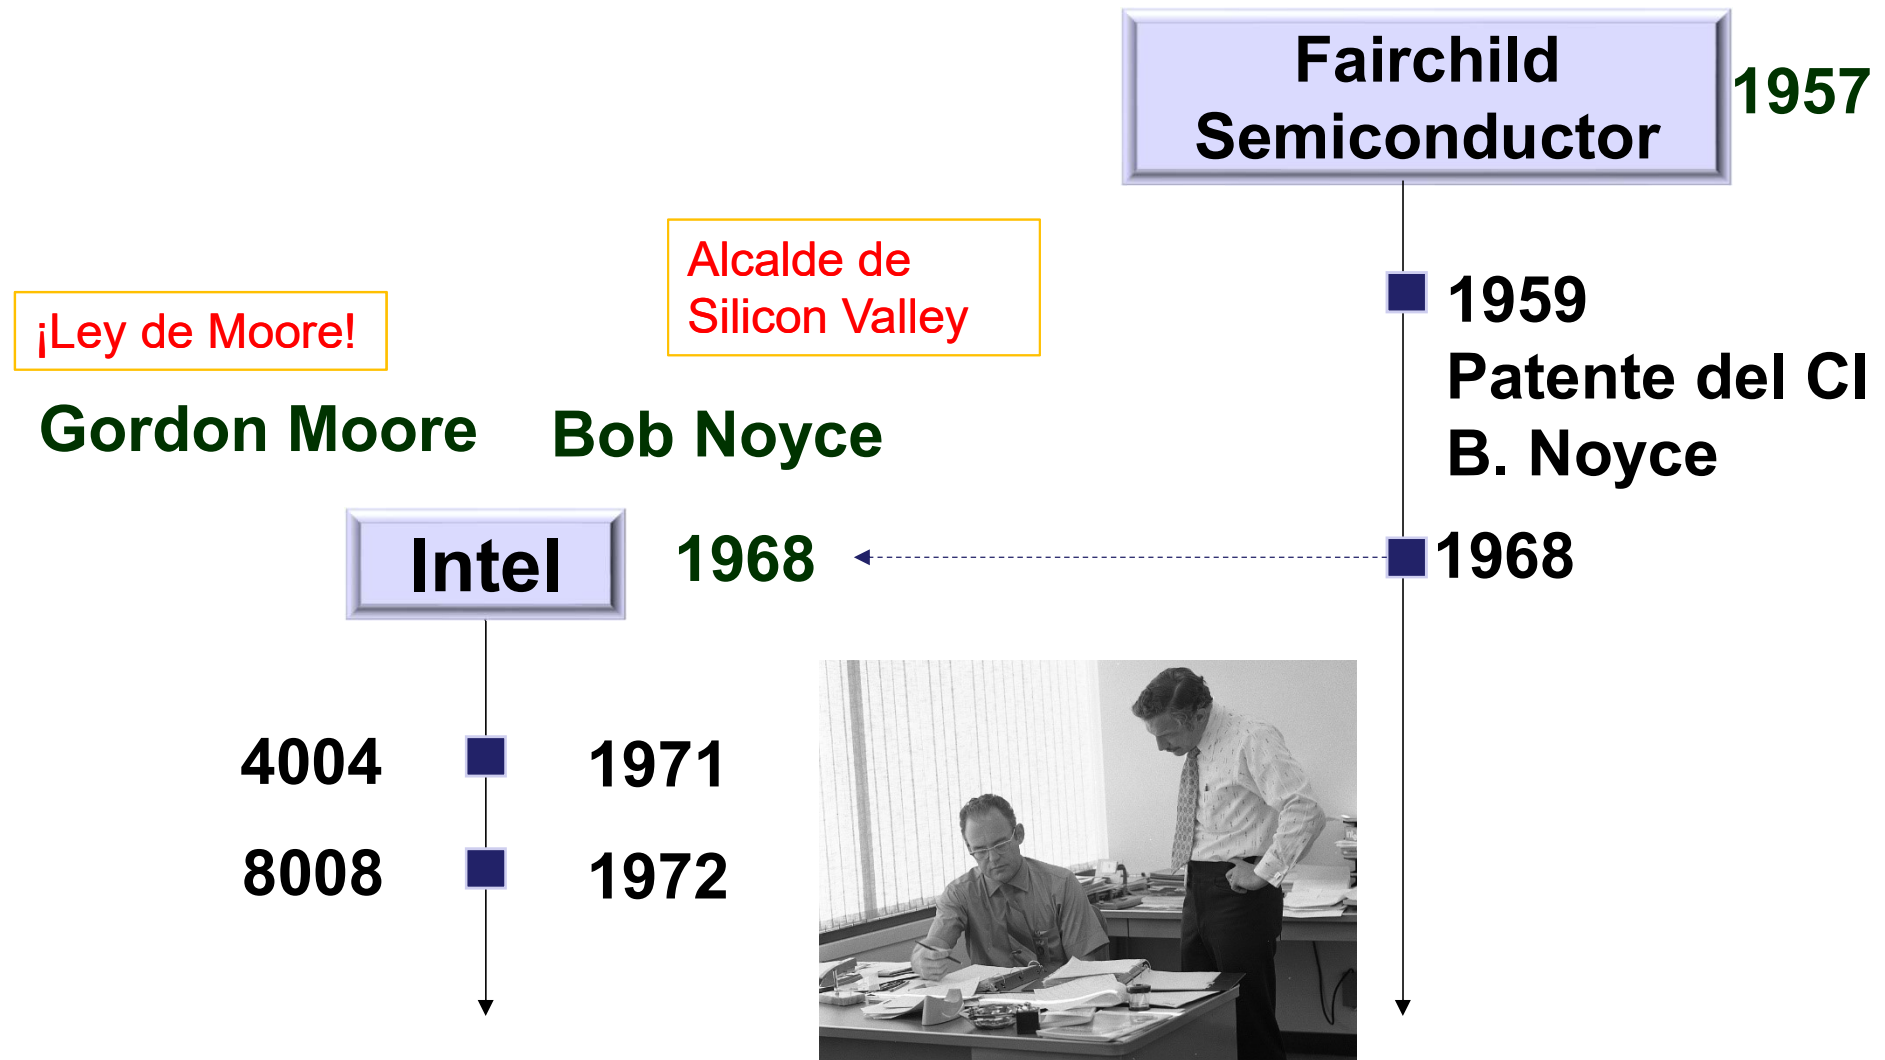 Fairchild
Semiconductor
1957
Alcalde de
Silicon Valley
¡Ley de Moore!
1959
Patente del CI
B. Noyce
Gordon Moore
Bob Noyce
Intel
1968
1968
4004
1971
8008
1972